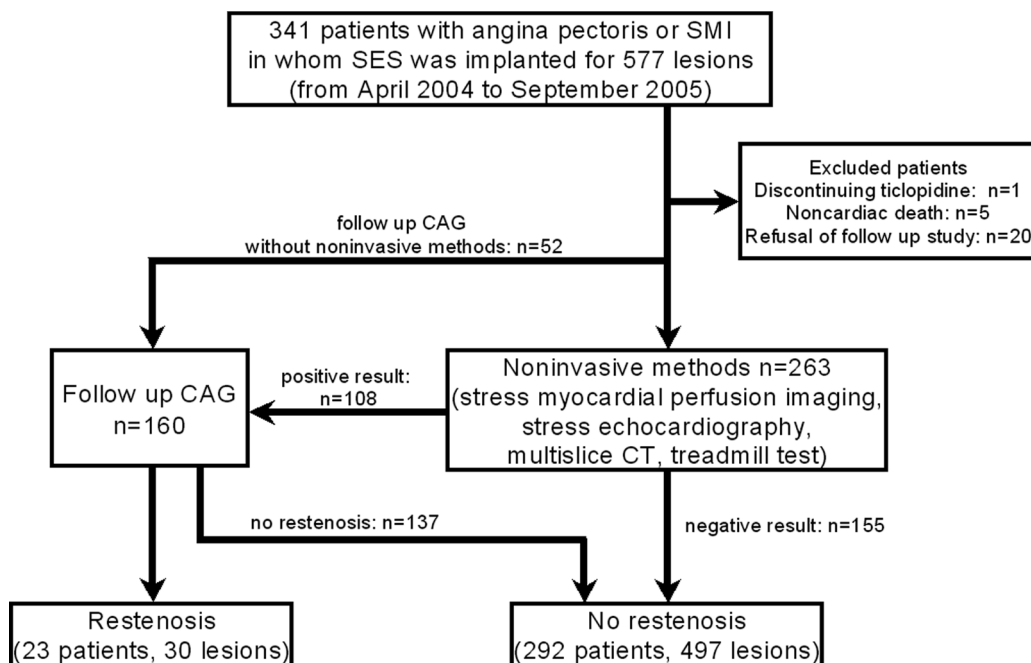 341 patients with angina pectoris or SMI
in whom SES was implanted for 577 lesions
(from April 2004 to September 2005)
Excluded patients
Discontinuing ticlopidine: n=1
Noncardiac death: n=5
Refusal of follow up study: n=20
follow up CAG
without noninvasive methods: n=52
Follow up CAG
n=160
positive result:
n=108
Noninvasive methods n=263
(stress myocardial perfusion imaging,
stress echocardiography,
multislice CT, treadmill test)
no restenosis: n=137
negative result: n=155
Restenosis
(23 patients, 30 lesions)
No restenosis
(292 patients, 497 lesions)